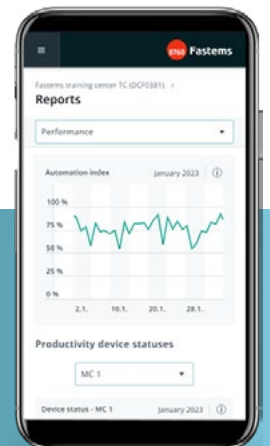 Fastems
Fastems training center TC (DCF0381) >
Reports
Performance
Automation index January 2023
100 %
75 %
50 %
25 %
0 %
2.1. 10.1. 20.1. 28.1.
Productivity device statuses
MC 1
Device status - MC 1 January 2023